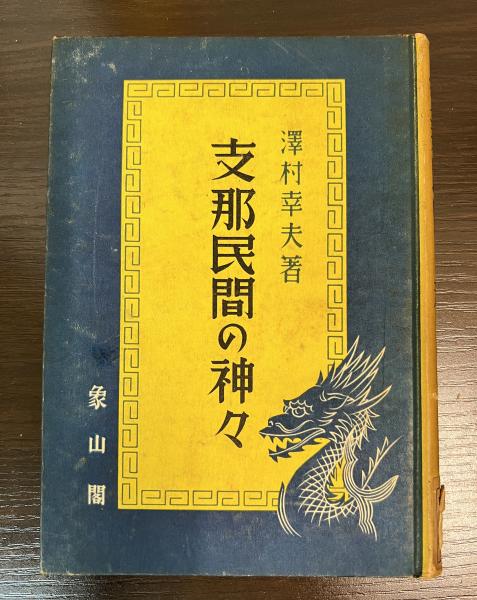 澤村幸夫著
支那民間の神々
象山閣